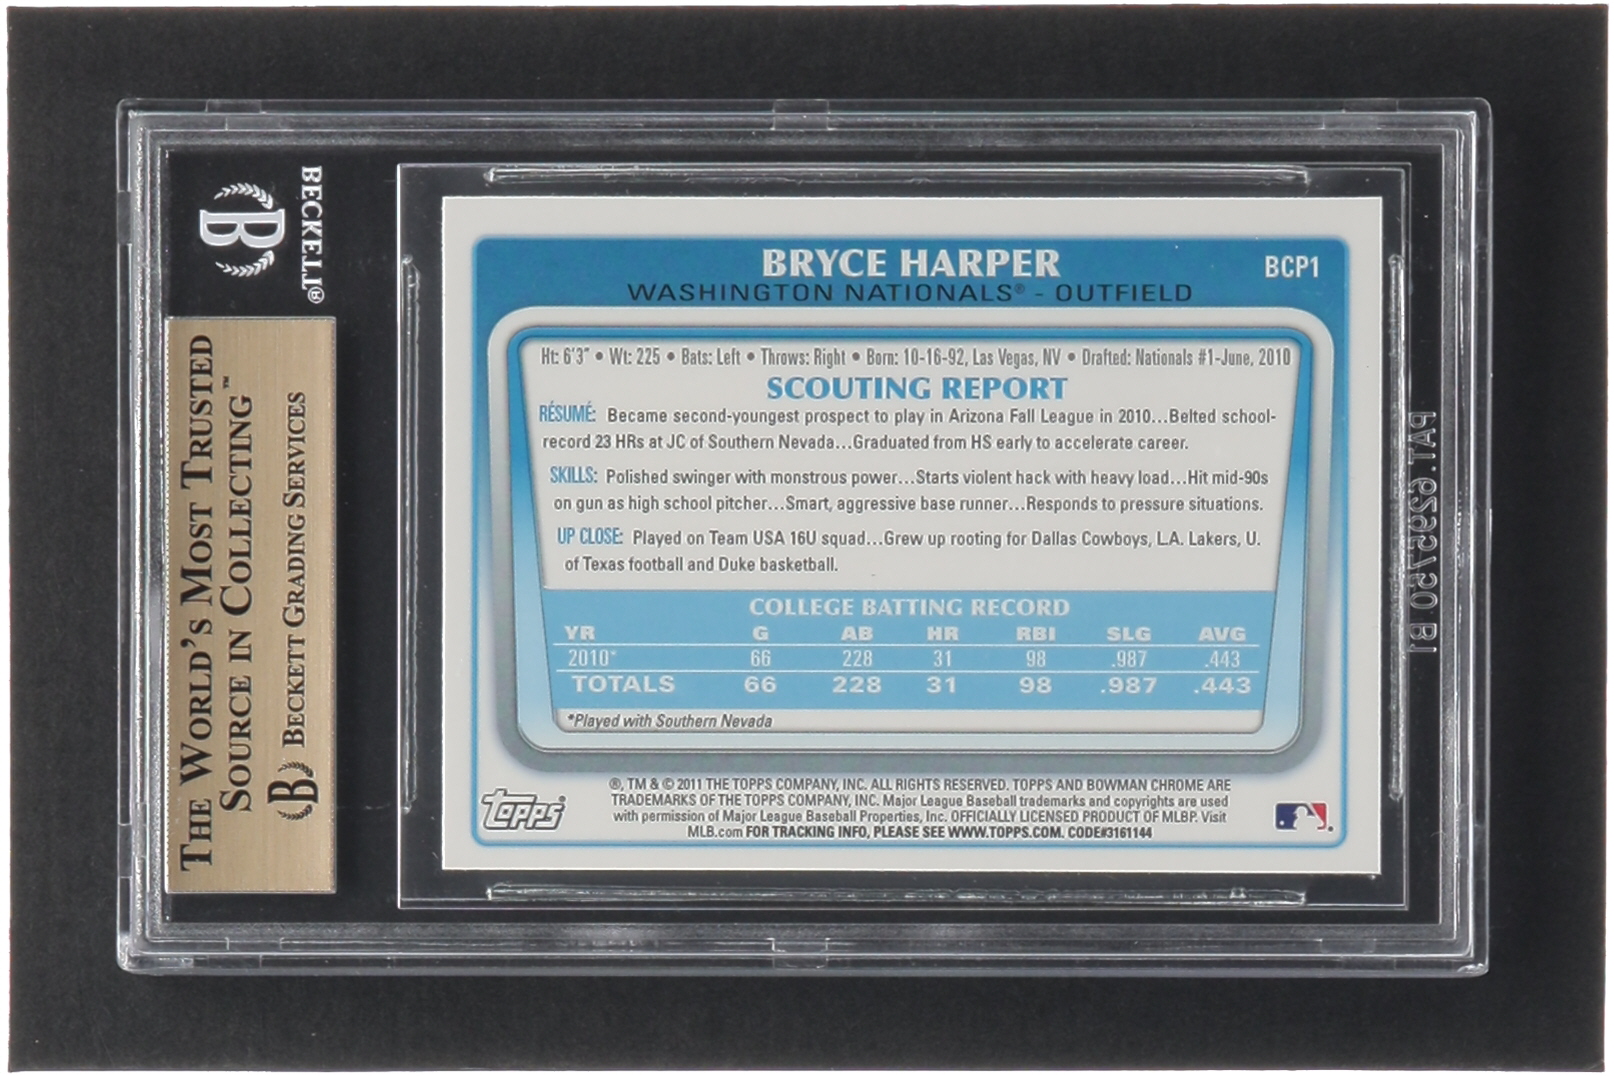 BECKETT®
B
THE WORLD'S MOST TRUSTED
SOURCE IN COLLECTING™
B BECKETT GRADING SERVICES
BRYCE HARPER
BCP1
WASHINGTON NATIONALS® - OUTFIELD
Ht: 6'3" • Wt: 225 • Bats: Left • Throws: Right • Born: 10-16-92, Las Vegas, NV • Drafted: Nationals #1-June, 2010
SCOUTING REPORT
RÉSUMÉ: Became second-youngest prospect to play in Arizona Fall League in 2010...Belted school-
record 23 HRs at JC of Southern Nevada...Graduated from HS early to accelerate career.
SKILLS: Polished swinger with monstrous power...Starts violent hack with heavy load...Hit mid-90s
on gun as high school pitcher...Smart, aggressive base runner...Responds to pressure situations.
UP CLOSE: Played on Team USA 16U squad...Grew up rooting for Dallas Cowboys, L.A. Lakers, U.
of Texas football and Duke basketball.
COLLEGE BATTING RECORD
YR G AB HR RBI SLG AVG
2010* 66 228 31 98 .987 .443
TOTALS 66 228 31 98 .987 .443
*Played with Southern Nevada
®, TM & © 2011 THE TOPPS COMPANY, INC. ALL RIGHTS RESERVED. TOPPS AND BOWMAN CHROME ARE
TRADEMARKS OF THE TOPPS COMPANY, INC. Major League Baseball trademarks and copyrights are used
with permission of Major League Baseball Properties, Inc. OFFICIALLY LICENSED PRODUCT OF MLBP. Visit
MLB.com FOR TRACKING INFO, PLEASE SEE WWW.TOPPS.COM. CODE#3161144
Topps®
PAT.6295750 B1